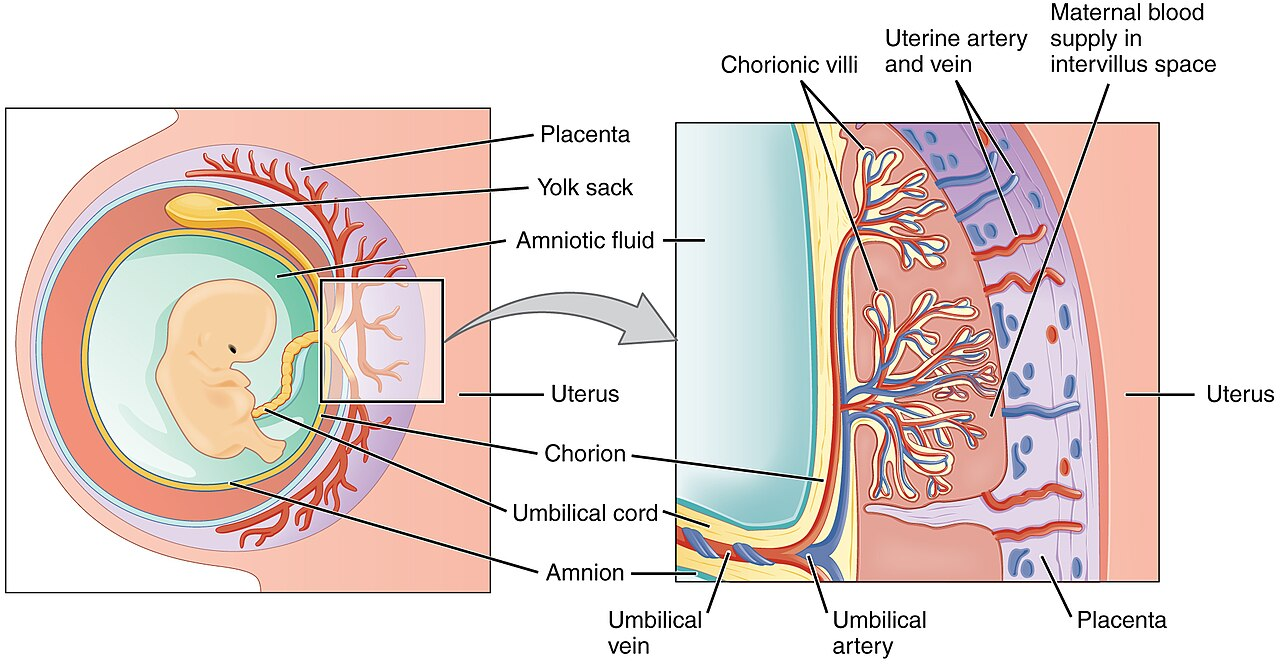 Maternal blood
supply in
intervillus space
Uterine artery
and vein
Chorionic villi
Placenta
Yolk sack
Amniotic fluid
Uterus
Uterus
Chorion
Umbilical cord
Amnion
Umbilical
vein
Umbilical
artery
Placenta